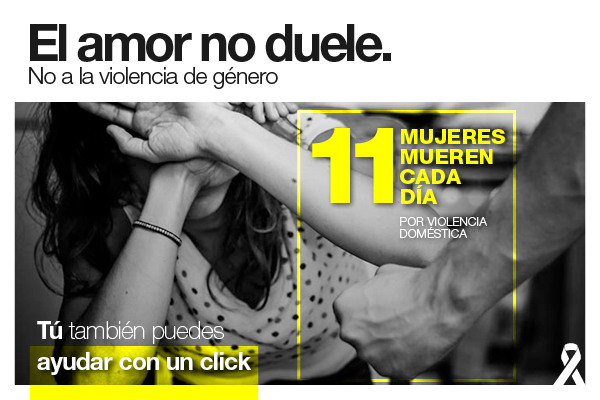 El amor no duele.
No a la violencia de género
11
MUJERES
MUEREN
CADA
DÍA
POR VIOLENCIA
DOMÉSTICA
Tú también puedes
ayudar con un click